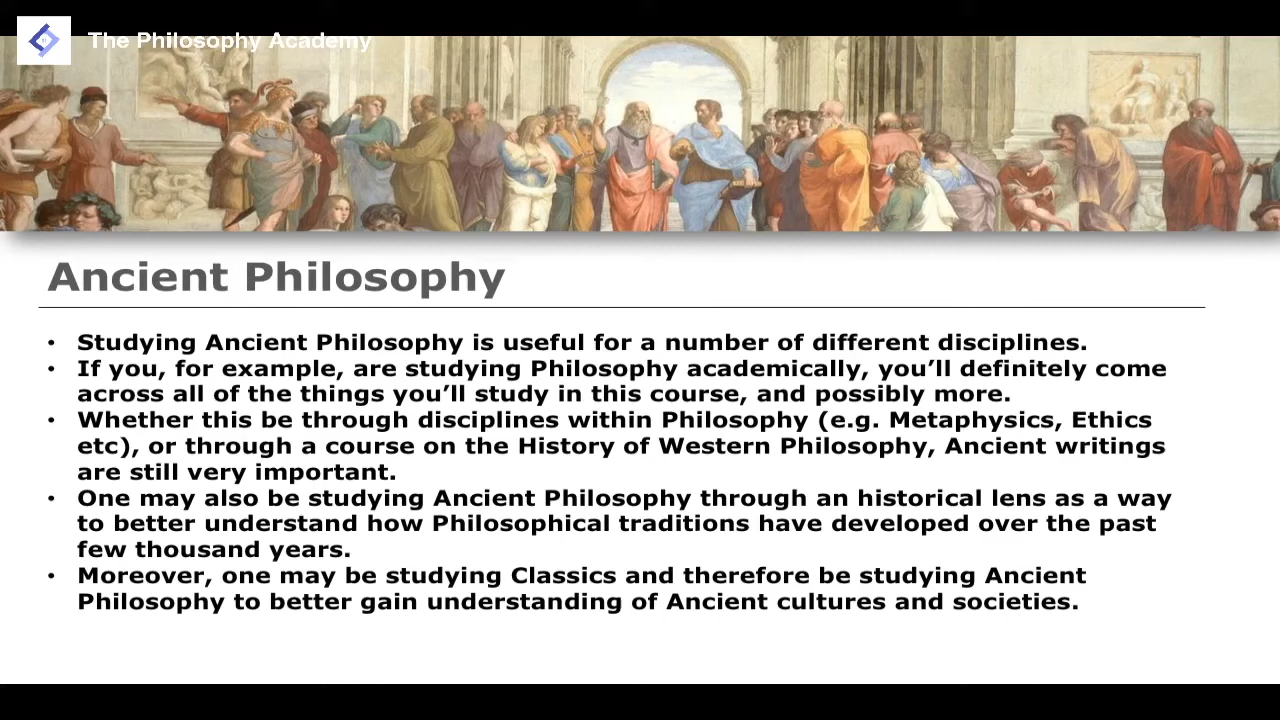 The Philosophy Academy
Ancient Philosophy
• Studying Ancient Philosophy is useful for a number of different disciplines.
• If you, for example, are studying Philosophy academically, you’ll definitely come
across all of the things you’ll study in this course, and possibly more.
• Whether this be through disciplines within Philosophy (e.g. Metaphysics, Ethics
etc), or through a course on the History of Western Philosophy, Ancient writings
are still very important.
• One may also be studying Ancient Philosophy through an historical lens as a way
to better understand how Philosophical traditions have developed over the past
few thousand years.
• Moreover, one may be studying Classics and therefore be studying Ancient
Philosophy to better gain understanding of Ancient cultures and societies.